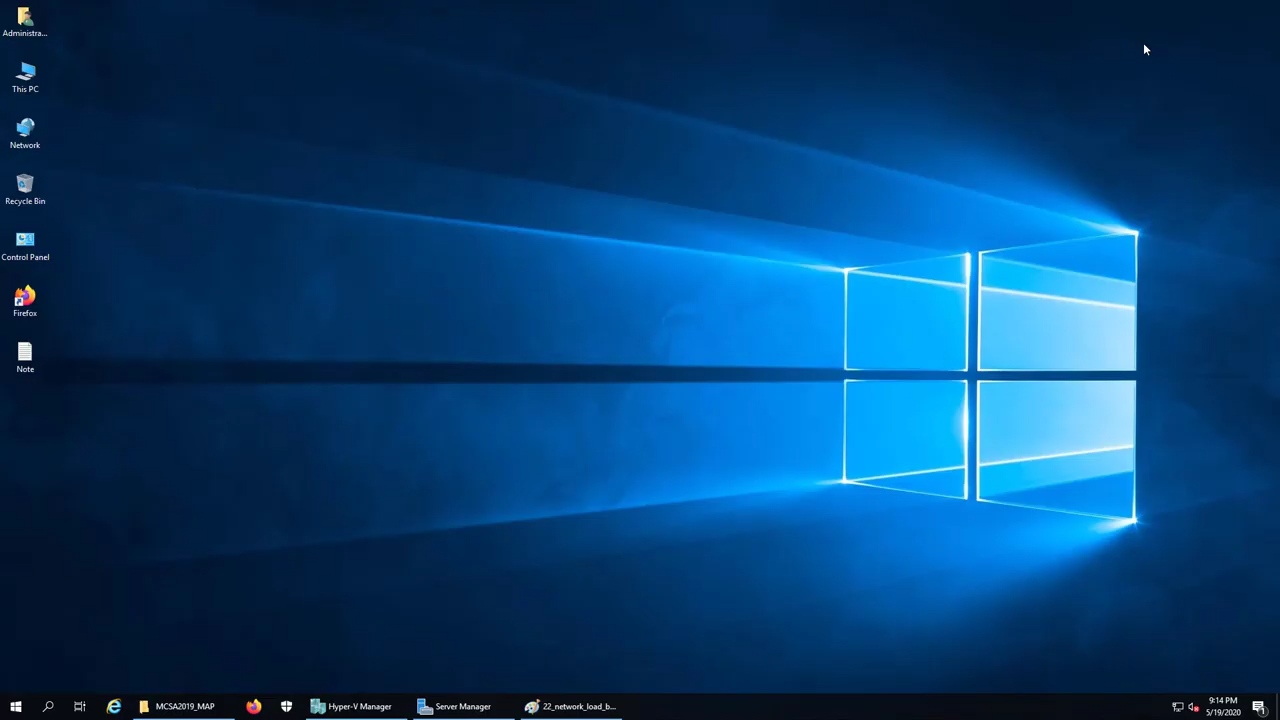 Administra...
This PC
Network
Recycle Bin
Control Panel
Firefox
Note
MCSA2019_MAP
Hyper-V Manager
Server Manager
22_network_load_b...
9:14 PM
5/19/2020
1